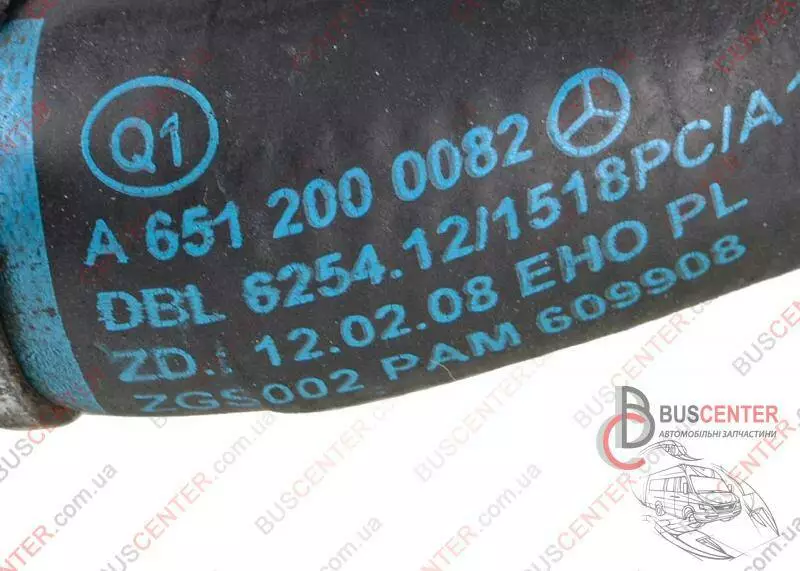 Q1
A 651 200 0082
DBL 6254.12/1518PC/A1
ZD.: 12.02.08 EHO PL
ZGS002 PAM 609908
BUSCENTER
АВТОМОБІЛЬНІ ЗАПЧАСТИНИ
BUSCENTER.com.ua